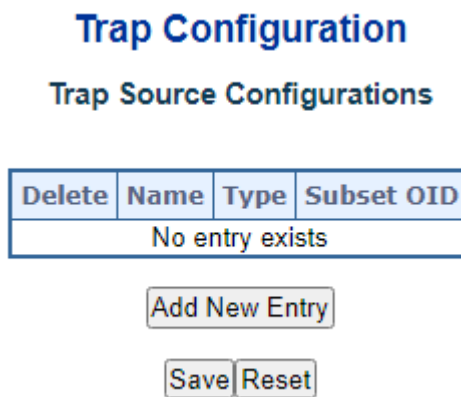 Trap Configuration
Trap Source Configurations
Delete Name Type Subset OID
No entry exists
Add New Entry
Save Reset